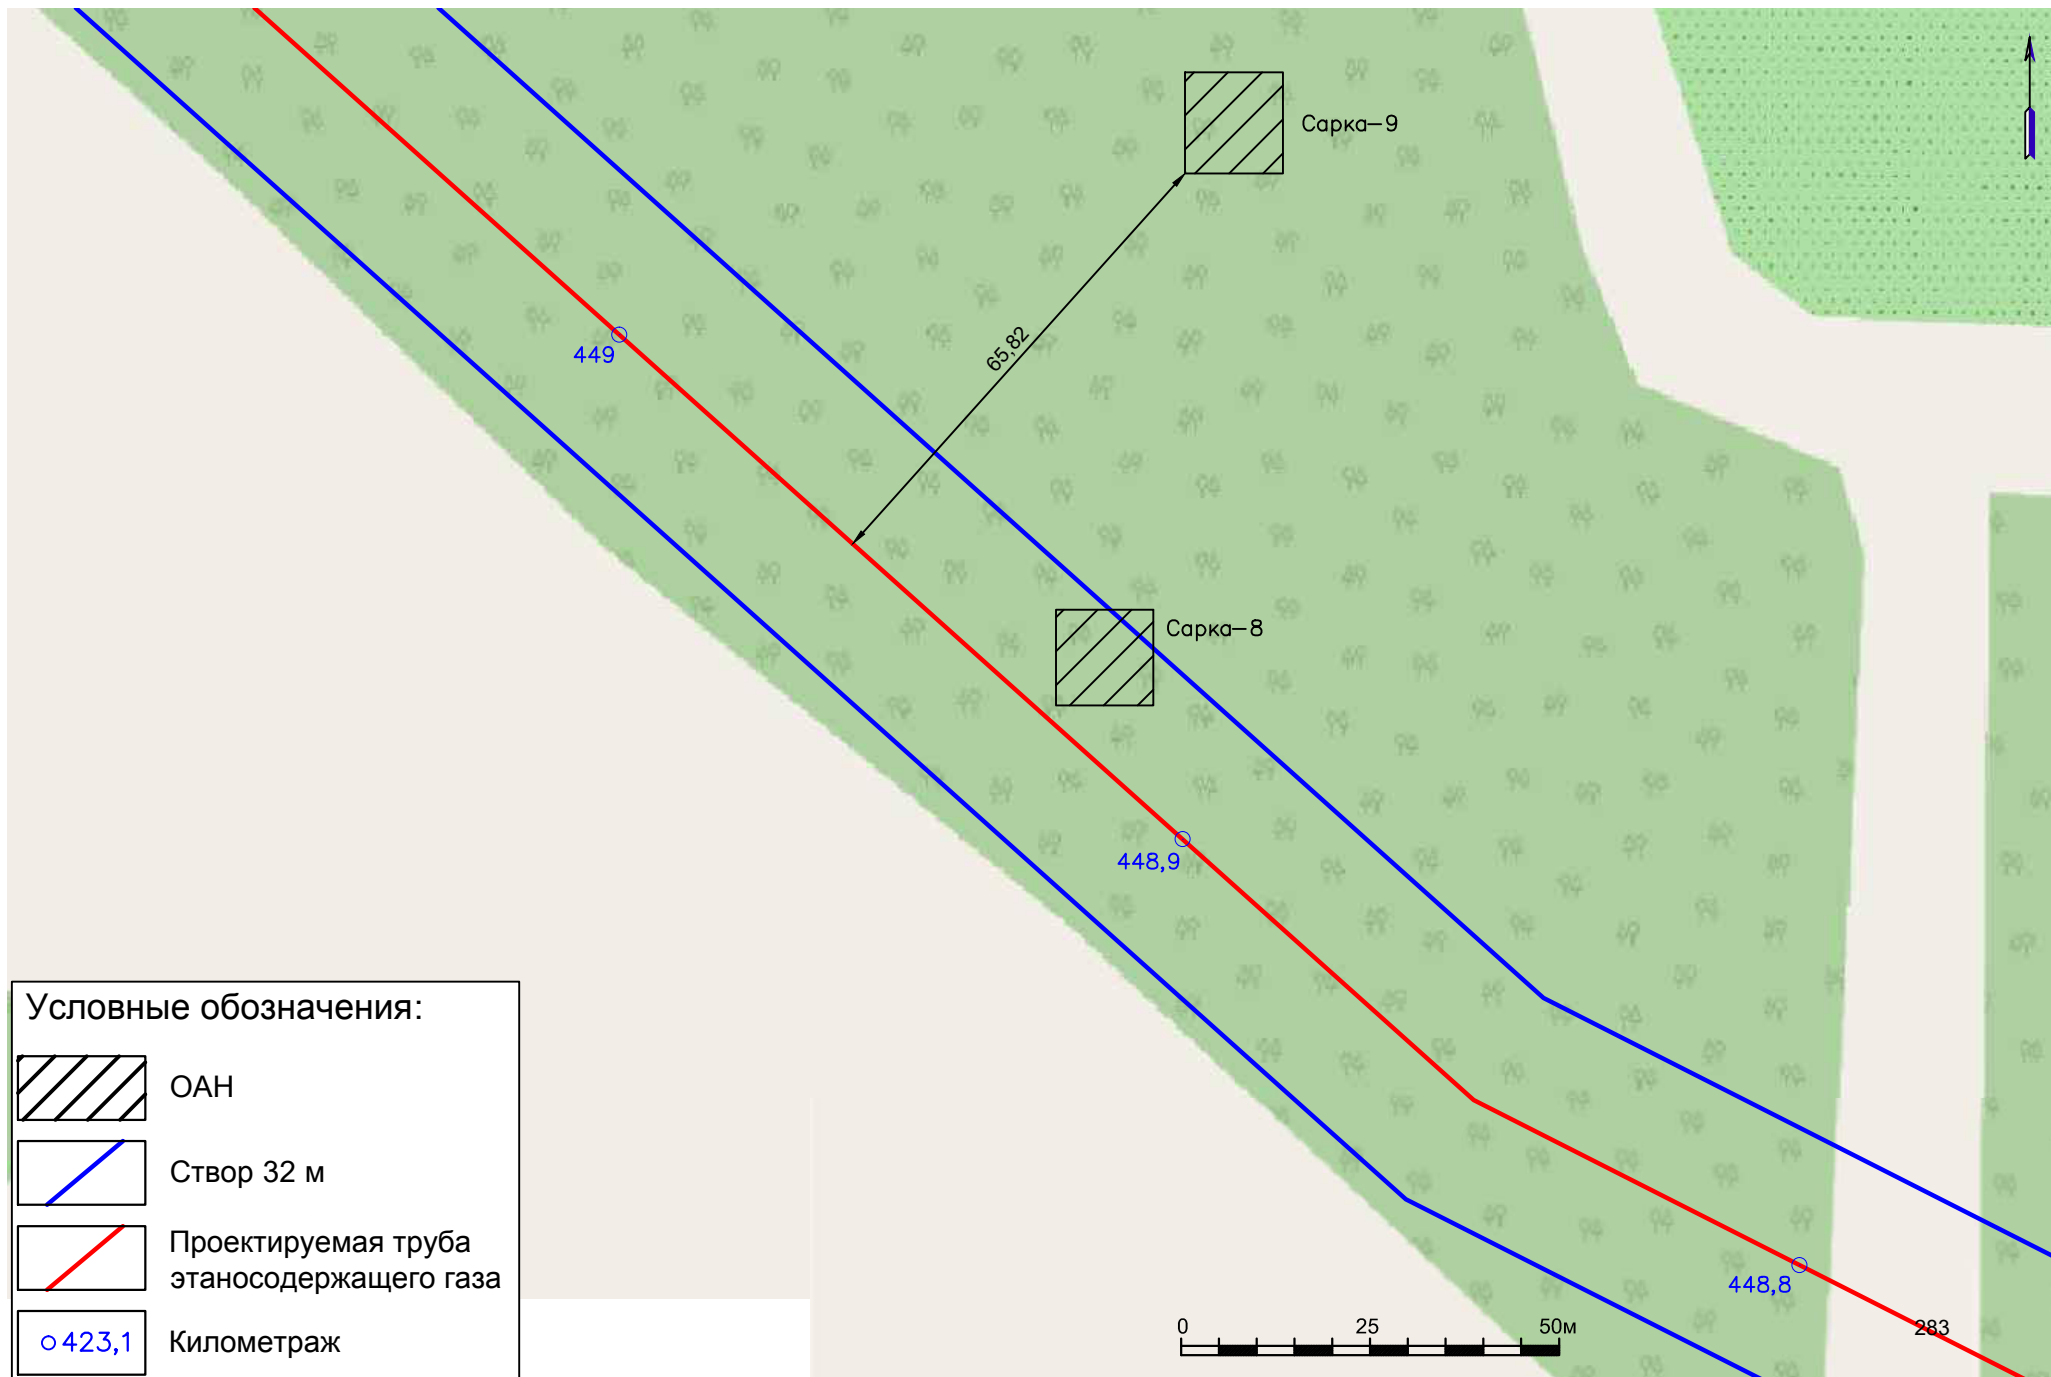 Сарка-9
65,82
449
Сарка-8
448,9
448,8
283
0 25 50м
Условные обозначения:
ОАН
Створ 32 м
Проектируемая труба
этаносодержащего газа
423,1
Километраж